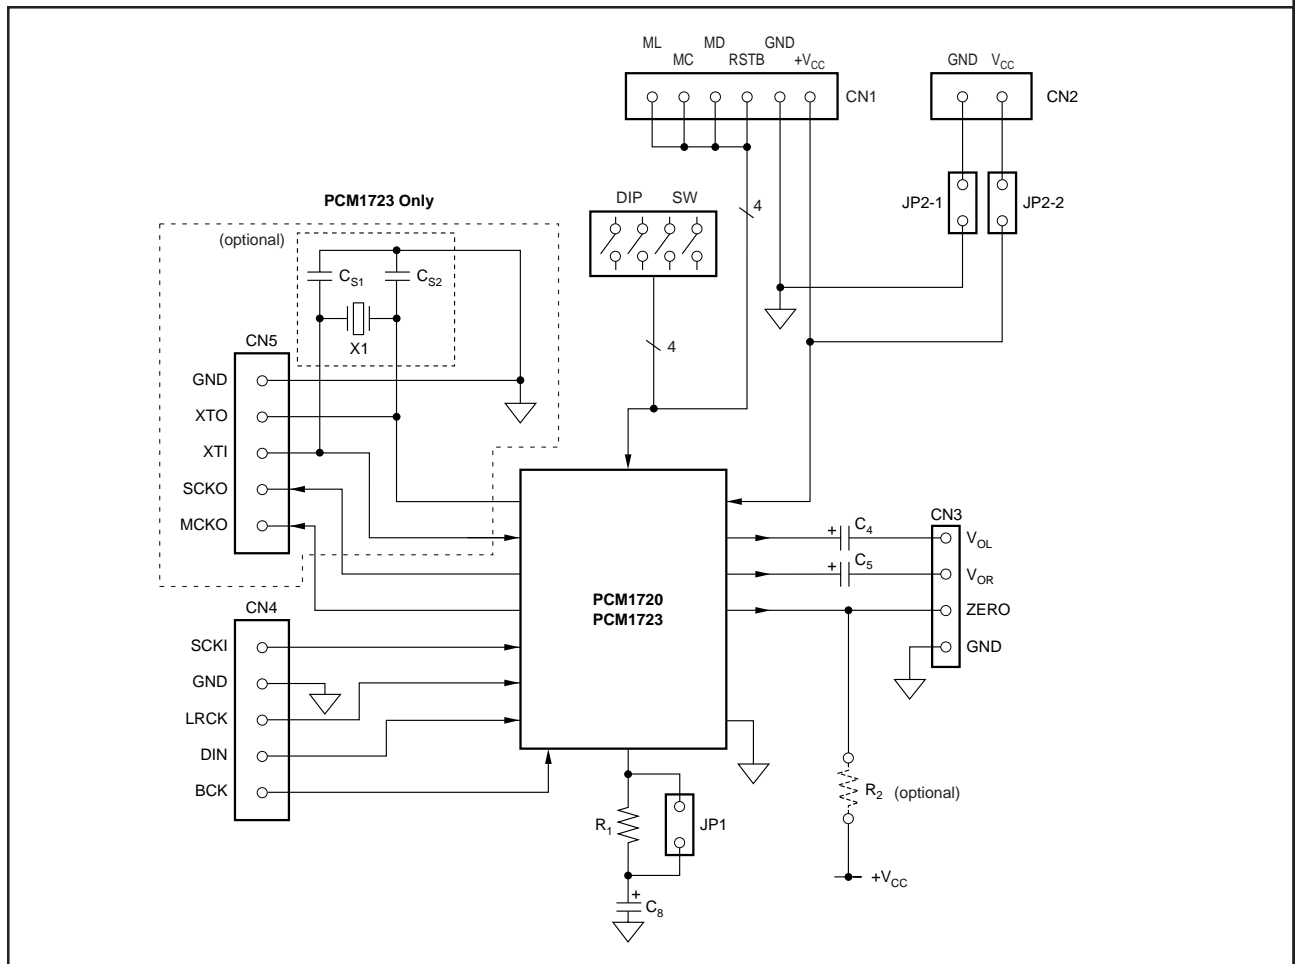 ML MD GND
MC RSTB +VCC
CN1
GND VCC
CN2
JP2-1
JP2-2
DIP SW
4
4
PCM1723 Only
(optional)
CS1
CS2
X1
CN5
GND
XTO
XTI
SCKO
MCKO
CN4
SCKI
GND
LRCK
DIN
BCK
PCM1720
PCM1723
+ C4
+ C5
CN3
VOL
VOR
ZERO
GND
R1
JP1
+
C8
R2 (optional)
+VCC